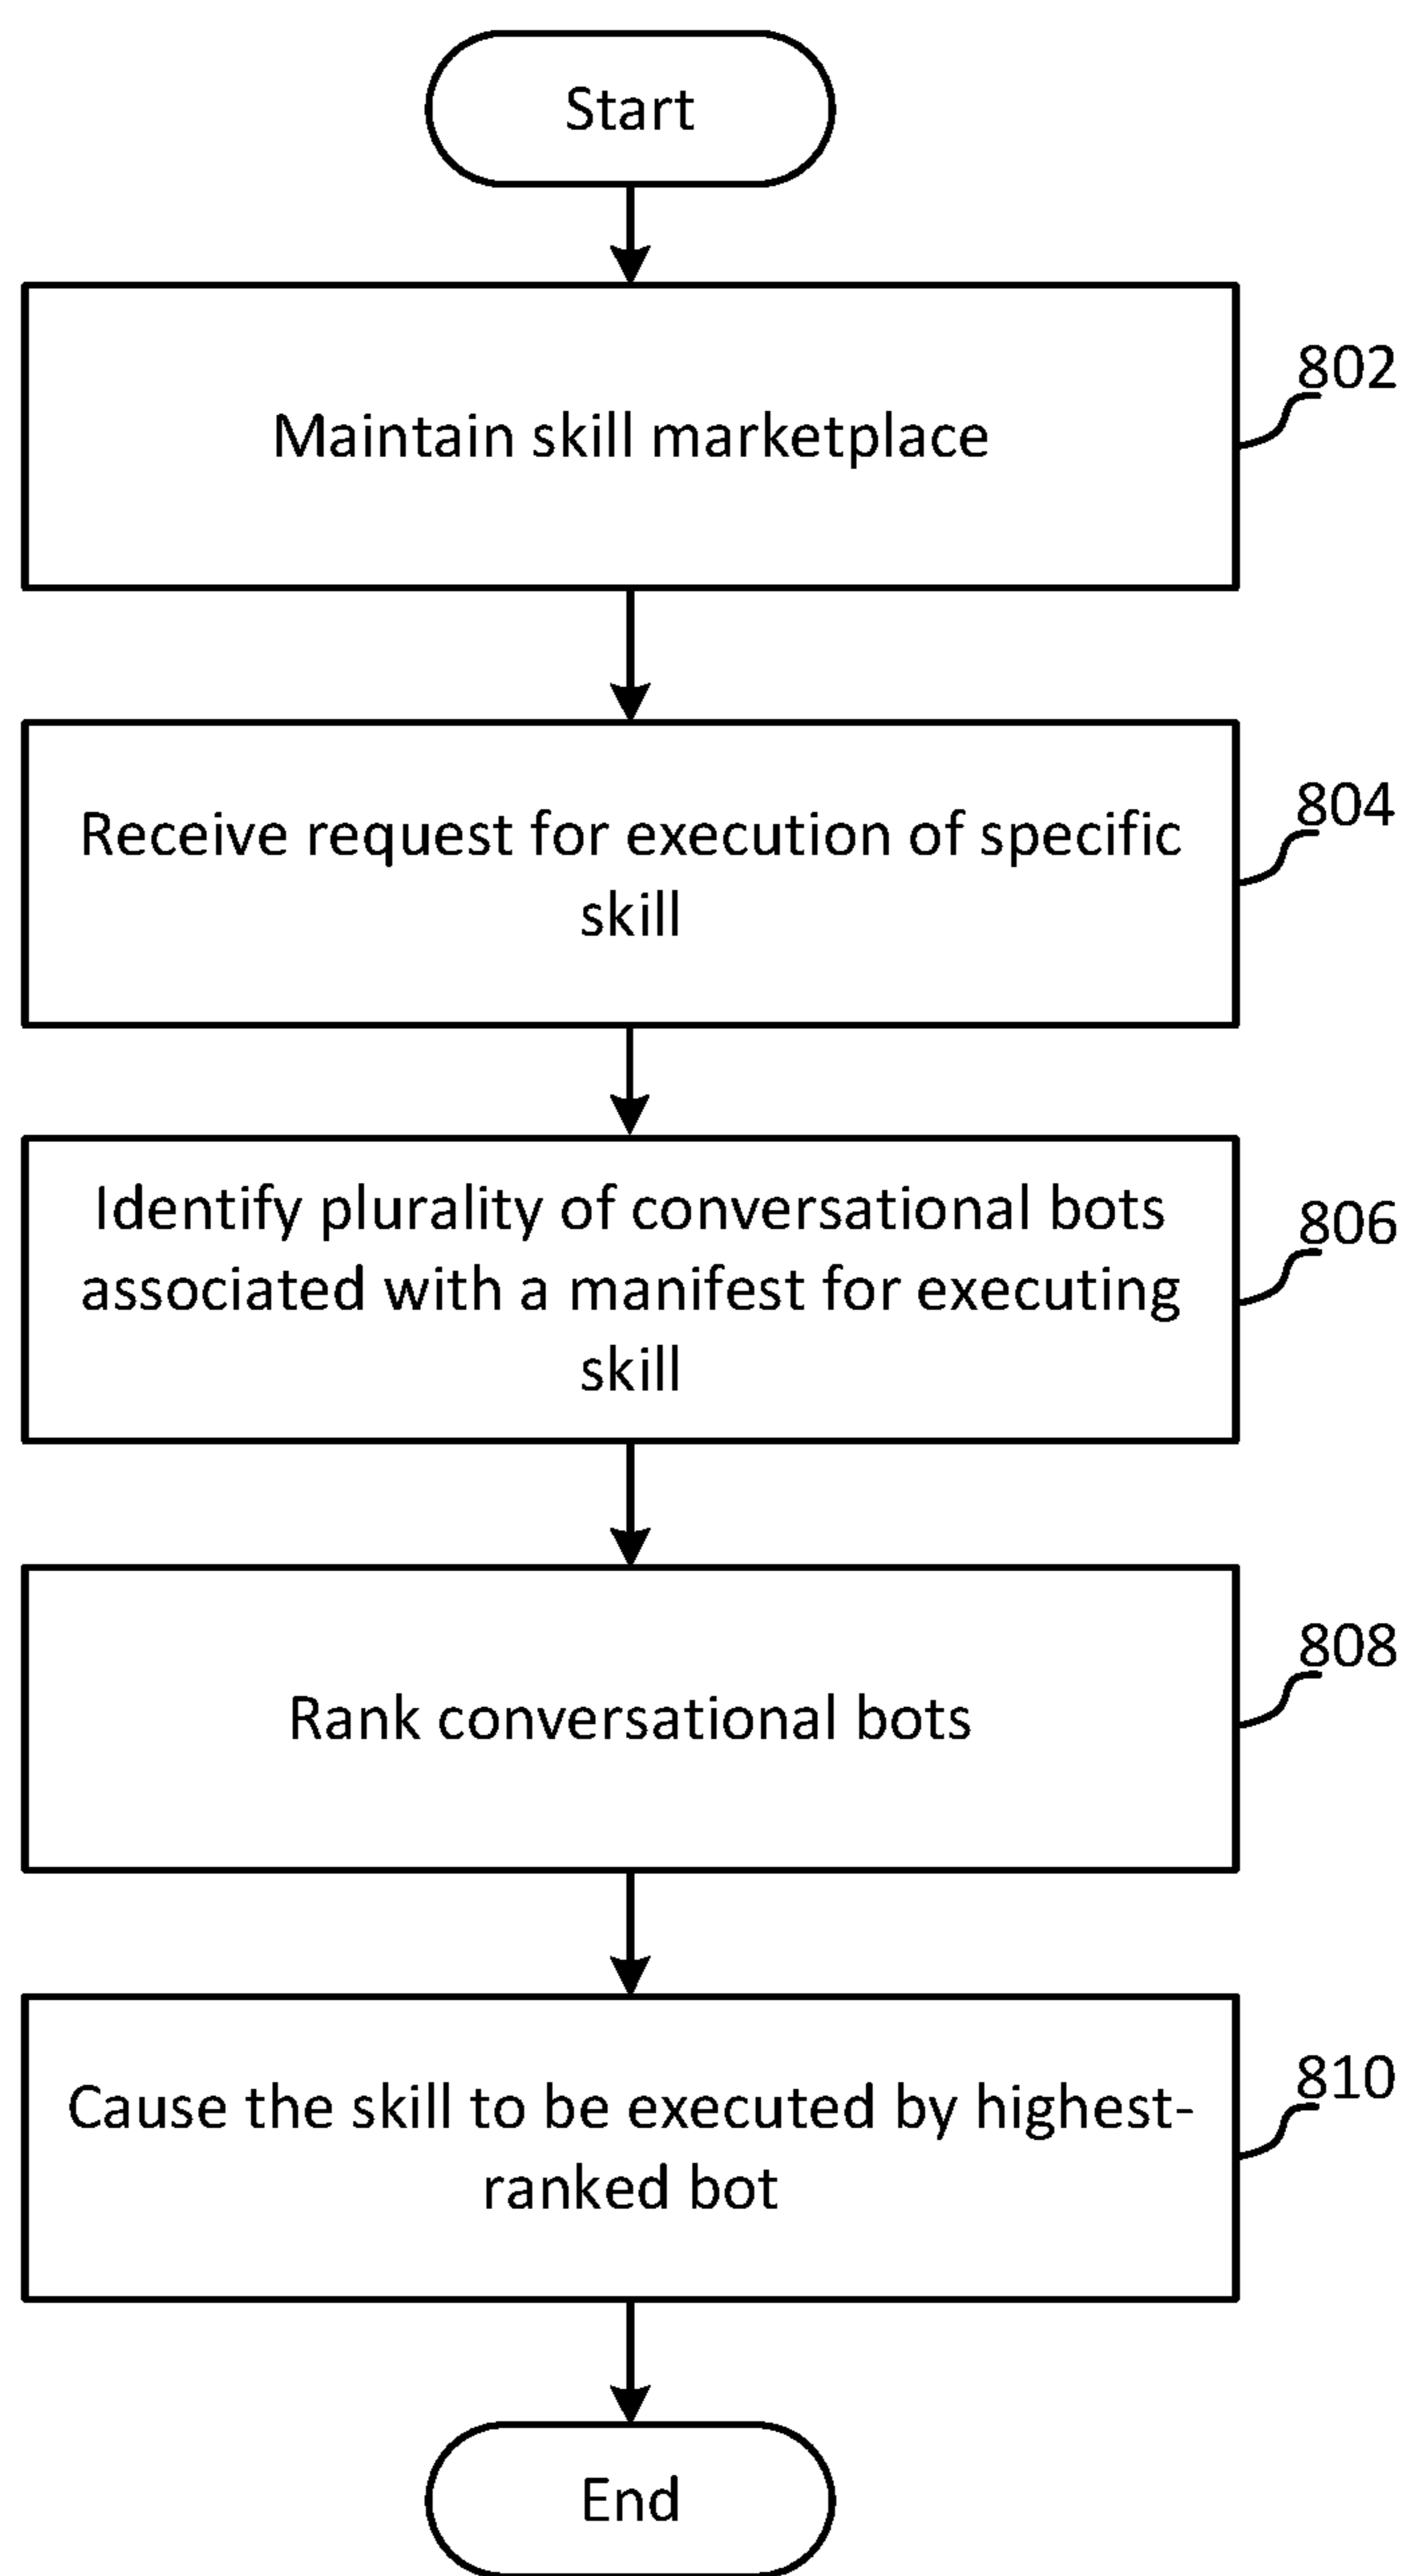 Start
Maintain skill marketplace
802
Receive request for execution of specific
skill
804
Identify plurality of conversational bots
associated with a manifest for executing
skill
806
Rank conversational bots
808
Cause the skill to be executed by highest-
ranked bot
810
End